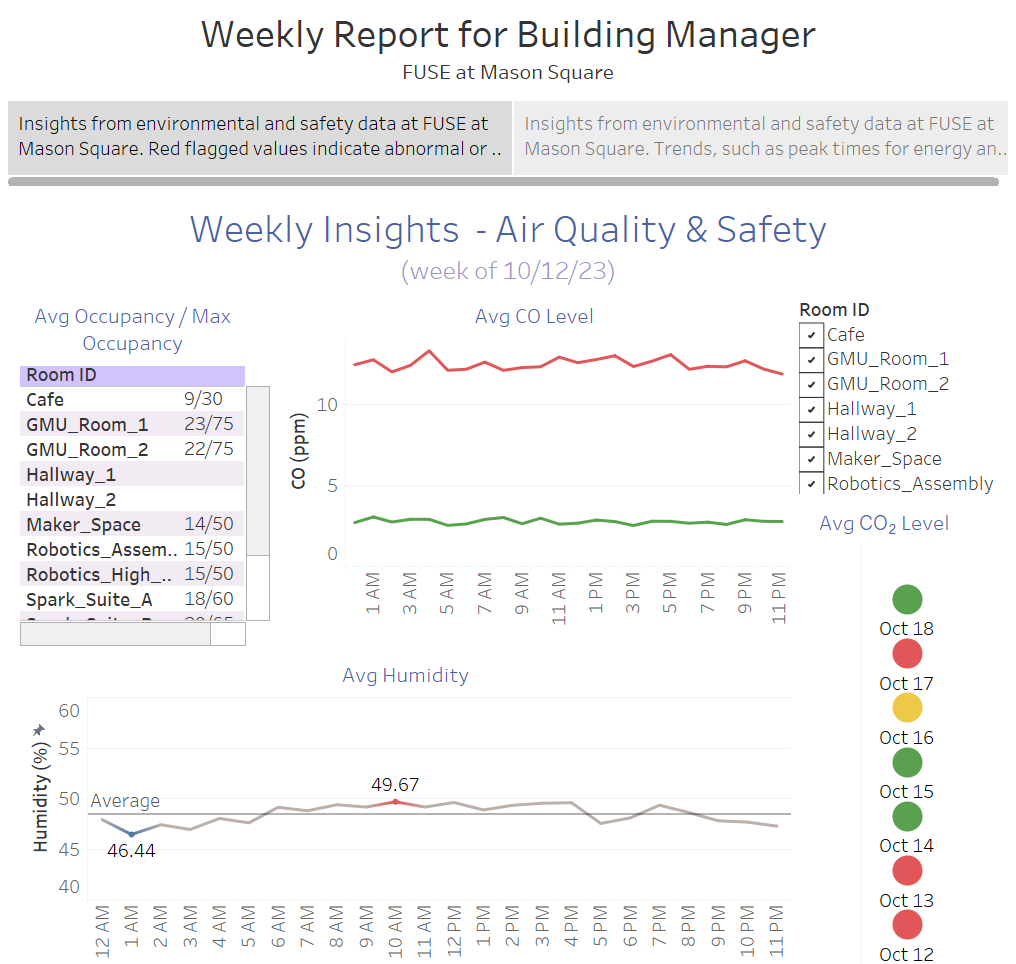 Weekly Report for Building Manager
FUSE at Mason Square
Insights from environmental and safety data at FUSE at
Mason Square. Red flagged values indicate abnormal or ..
Insights from environmental and safety data at FUSE at
Mason Square. Trends, such as peak times for energy an..
Weekly Insights - Air Quality & Safety
(week of 10/12/23)
Avg Occupancy / Max
Occupancy
Room ID
Cafe 9/30
GMU_Room_1 23/75
GMU_Room_2 22/75
Hallway_1
Hallway_2
Maker_Space 14/50
Robotics_Assem.. 15/50
Robotics_High_.. 15/50
Spark_Suite_A 18/60
Avg CO Level
CO (ppm)
10
5
0
1 AM
3 AM
5 AM
7 AM
9 AM
11 AM
1 PM
3 PM
5 PM
7 PM
9 PM
11 PM
Room ID
Cafe
GMU_Room_1
GMU_Room_2
Hallway_1
Hallway_2
Maker_Space
Robotics_Assembly
Avg CO₂ Level
Oct 18
Oct 17
Oct 16
Oct 15
Oct 14
Oct 13
Oct 12
Avg Humidity
Humidity (%)
60
55
50
45
40
Average
49.67
46.44
12 AM
1 AM
2 AM
3 AM
4 AM
5 AM
6 AM
7 AM
8 AM
9 AM
10 AM
11 AM
12 PM
1 PM
2 PM
3 PM
4 PM
5 PM
6 PM
7 PM
8 PM
9 PM
10 PM
11 PM